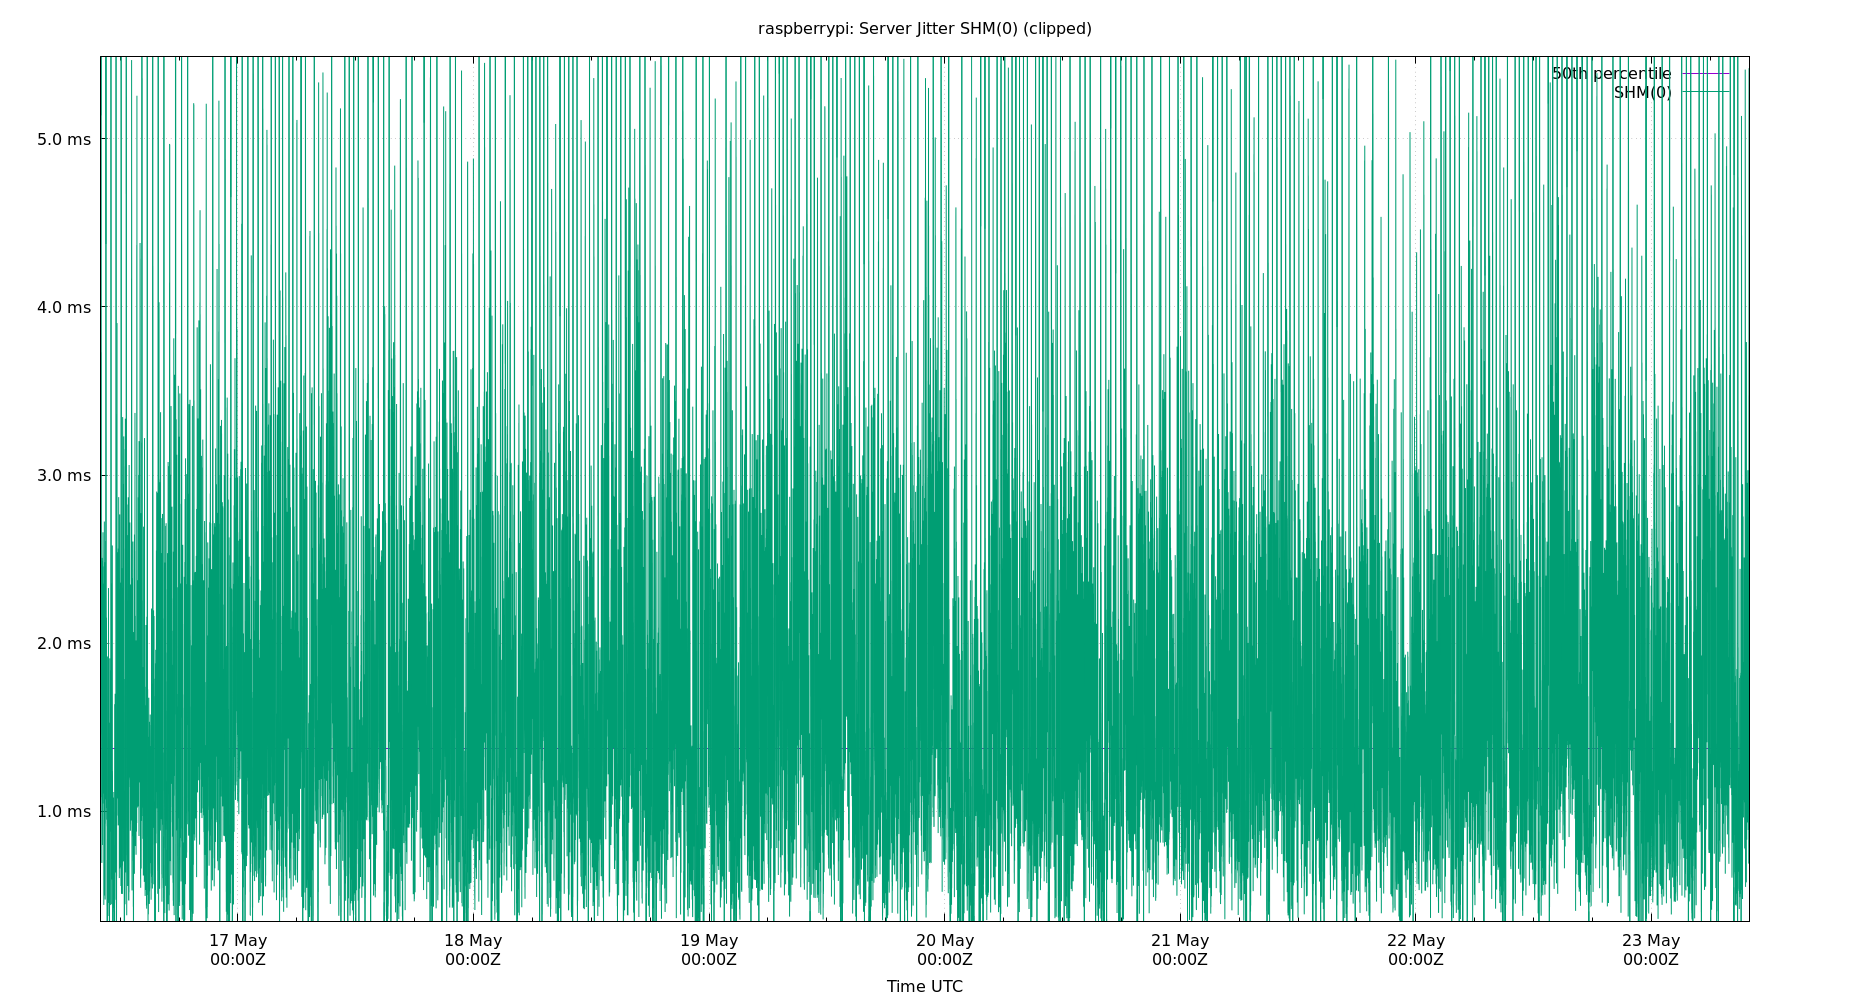 raspberrypi: Server Jitter SHM(0) (clipped)
50th percentile
SHM(0)
5.0 ms
4.0 ms
3.0 ms
2.0 ms
1.0 ms
17 May 18 May 19 May 20 May 21 May 22 May 23 May
00:00Z 00:00Z 00:00Z 00:00Z 00:00Z 00:00Z 00:00Z
Time UTC